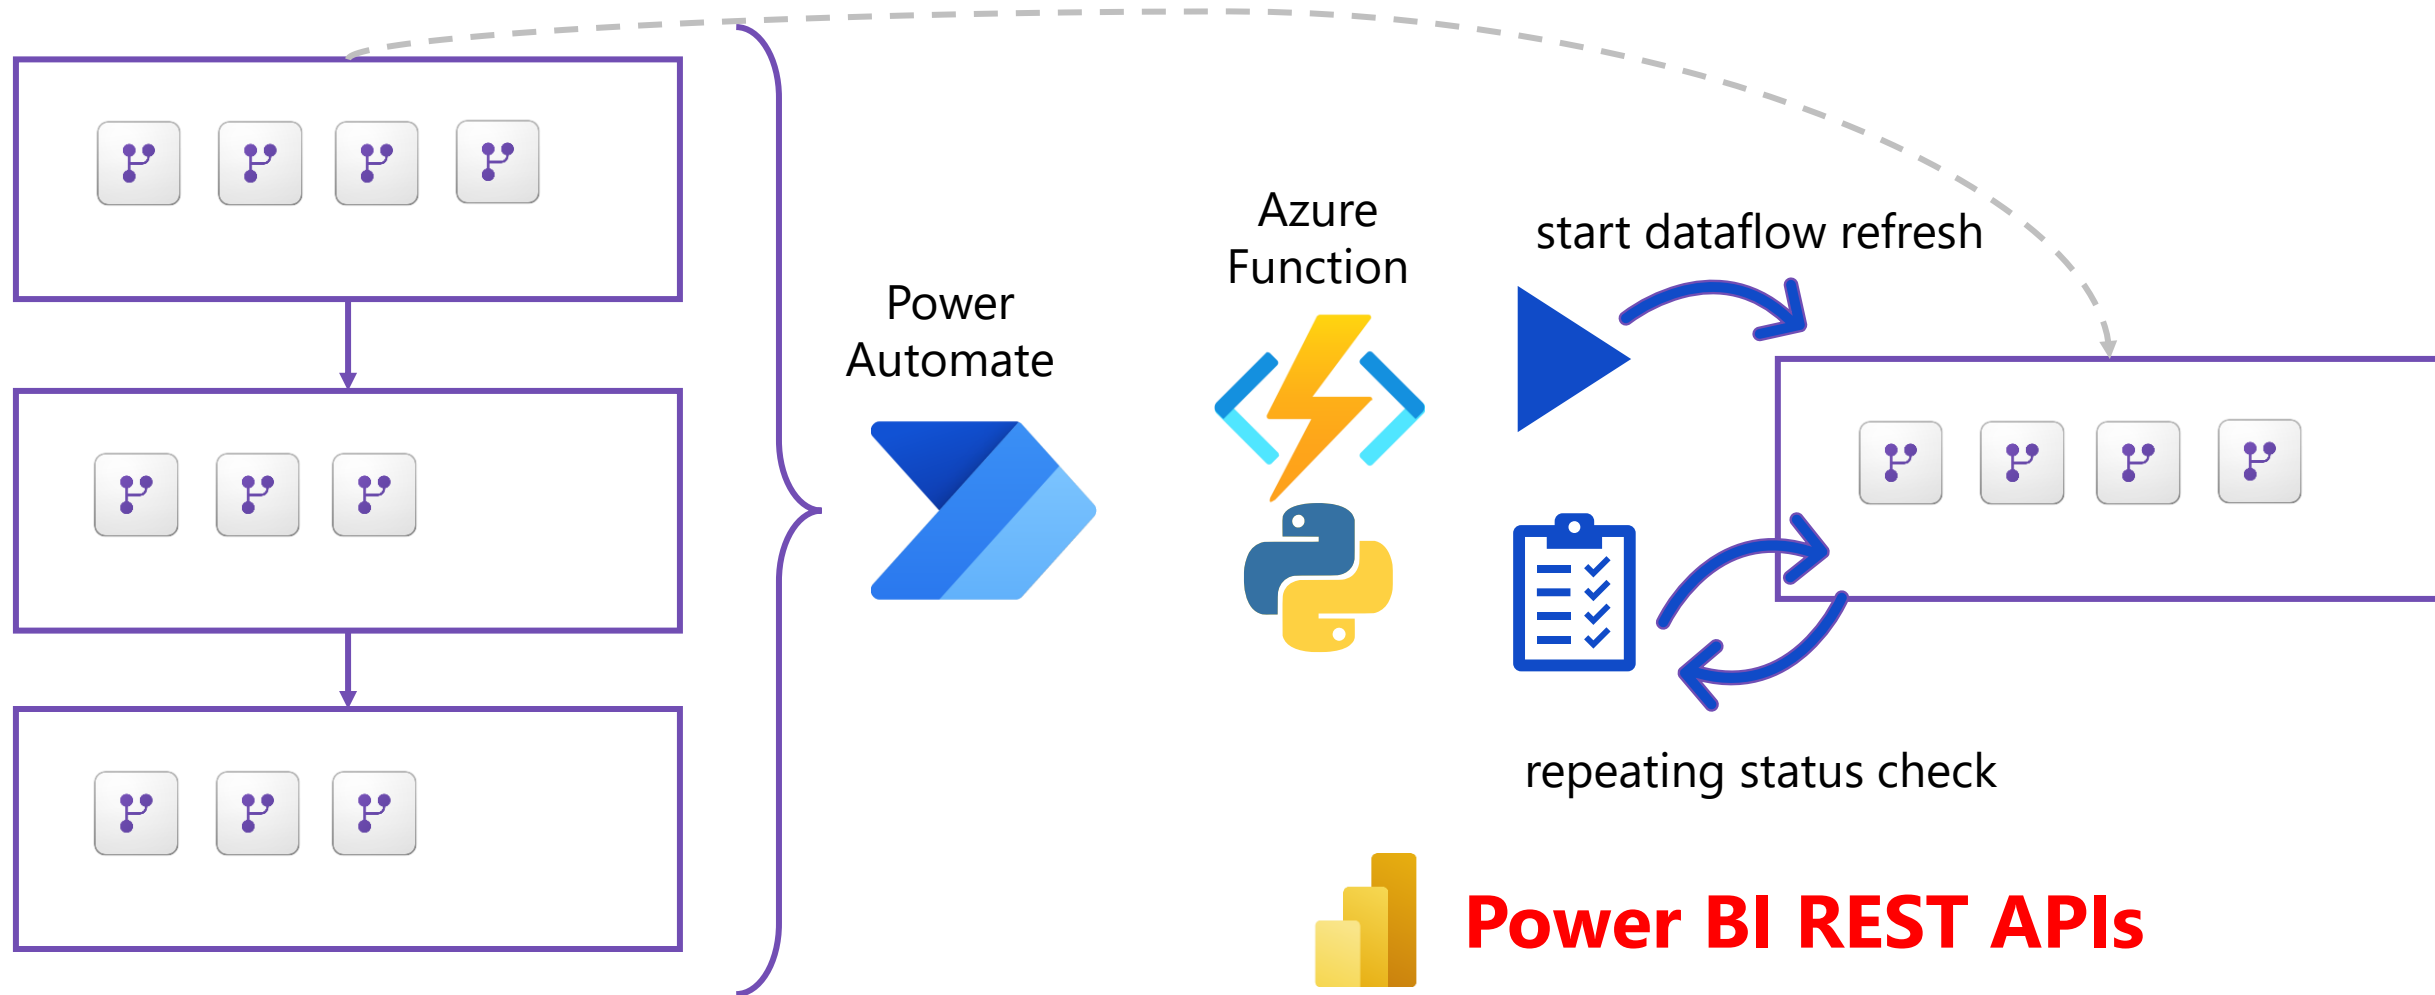 Power
Automate
Azure
Function
start dataflow refresh
repeating status check
Power BI REST APIs